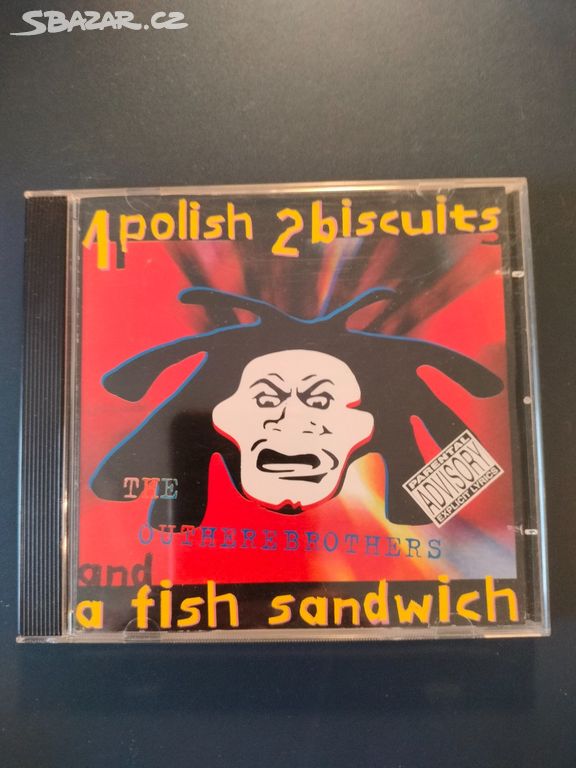 SBAZAR.CZ
1 polish 2 biscuits
PARENTAL
ADVISORY
EXPLICIT LYRICS
THE
OUTHEREBROTHERS
and
a fish sandwich